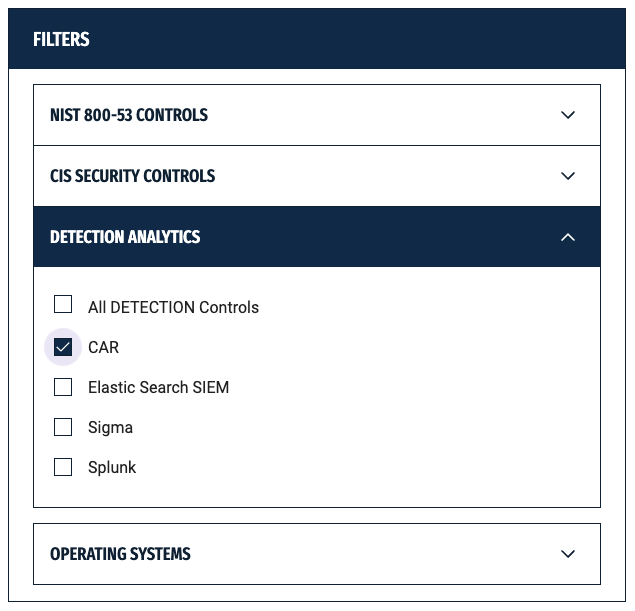 FILTERS
NIST 800-53 CONTROLS
CIS SECURITY CONTROLS
DETECTION ANALYTICS
All DETECTION Controls
CAR
Elastic Search SIEM
Sigma
Splunk
OPERATING SYSTEMS